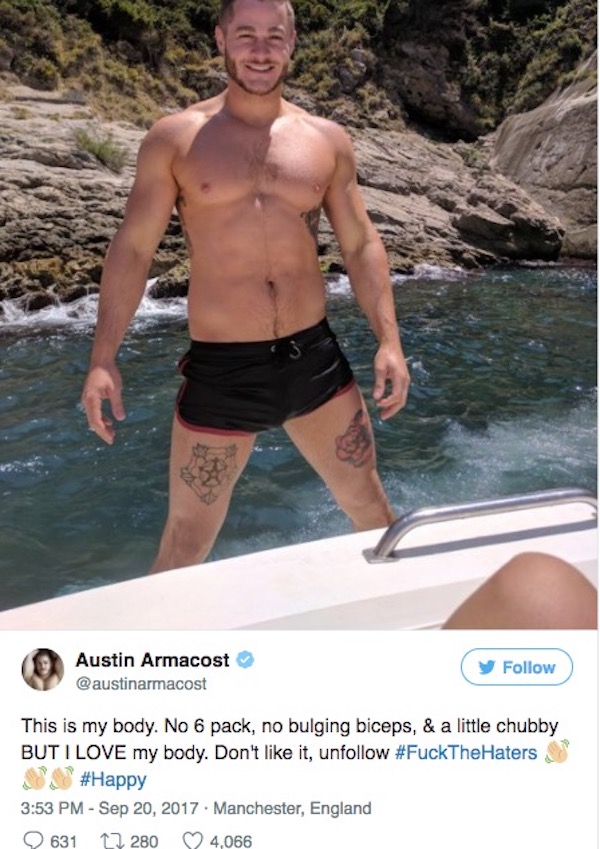 Austin Armacost
Follow
@austinarmacost
This is my body. No 6 pack, no bulging biceps, & a little chubby
BUT I LOVE my body. Don't like it, unfollow #FuckTheHaters 👏🏼
👏🏼👏🏼 #Happy
3:53 PM - Sep 20, 2017 · Manchester, England
631 280 4,066